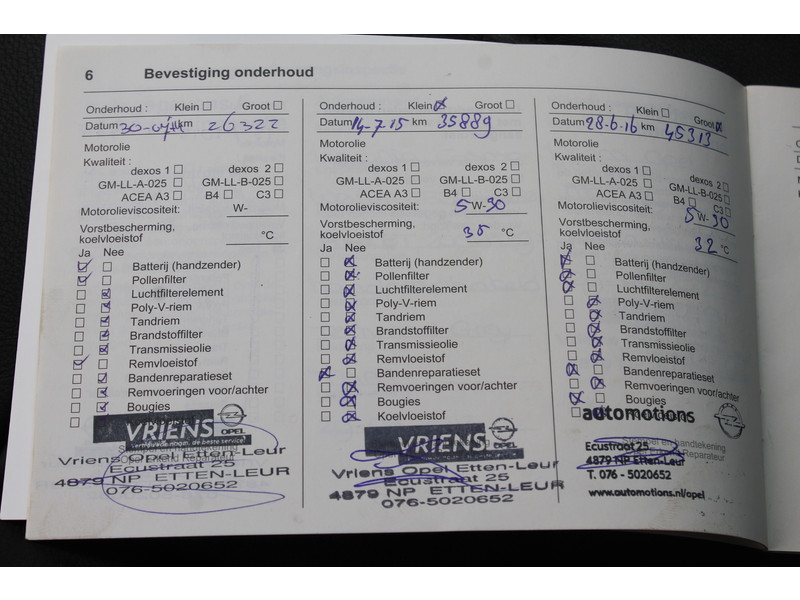 6 Bevestiging onderhoud
Onderhoud : Klein Groot
Datum 30-04-14 km 26322
Motorolie
Kwaliteit :
dexos 1 dexos 2
GM-LL-A-025 GM-LL-B-025
ACEA A3 B4 C3
Motorolieviscositeit: W-
Vorstbescherming,
koelvloeistof °C
Ja Nee
Batterij (handzender)
Pollenfilter
Luchtfilterelement
Poly-V-riem
Tandriem
Brandstoffilter
Transmissieolie
Remvloeistof
Bandenreparatieset
Remvoeringen voor/achter
Bougies
VRIENS OPEL
vertrouwde naam, de beste service
Vriens Opel Etten-Leur
Ecustraat 25
4879 NP ETTEN-LEUR
076-5020652
Onderhoud : Klein Groot
Datum 14-7-15 km 35889
Motorolie
Kwaliteit :
dexos 1 dexos 2
GM-LL-A-025 GM-LL-B-025
ACEA A3 B4 C3
Motorolieviscositeit: 5W-30
Vorstbescherming,
koelvloeistof 35 °C
Ja Nee
Batterij (handzender)
Pollenfilter
Luchtfilterelement
Poly-V-riem
Tandriem
Brandstoffilter
Transmissieolie
Remvloeistof
Bandenreparatieset
Remvoeringen voor/achter
Bougies
Koelvloeistof
VRIENS OPEL
Vriens Opel Etten-Leur
Ecustraat 25
4879 NP ETTEN-LEUR
076-5020652
Onderhoud : Klein Groot
Datum 28-6-16 km 45313
Motorolie
Kwaliteit :
dexos 1 dexos 2
GM-LL-A-025 GM-LL-B-025
ACEA A3 B4 C3
Motorolieviscositeit: 5W-30
Vorstbescherming,
koelvloeistof 32 °C
Ja Nee
Batterij (handzender)
Pollenfilter
Luchtfilterelement
Poly-V-riem
Tandriem
Brandstoffilter
Transmissieolie
Remvloeistof
Bandenreparatieset
Remvoeringen voor/achter
Bougies
automotions
Ecustraat 25
4879 NP Etten-Leur
T. 076 - 5020652
www.automotions.nl/opel